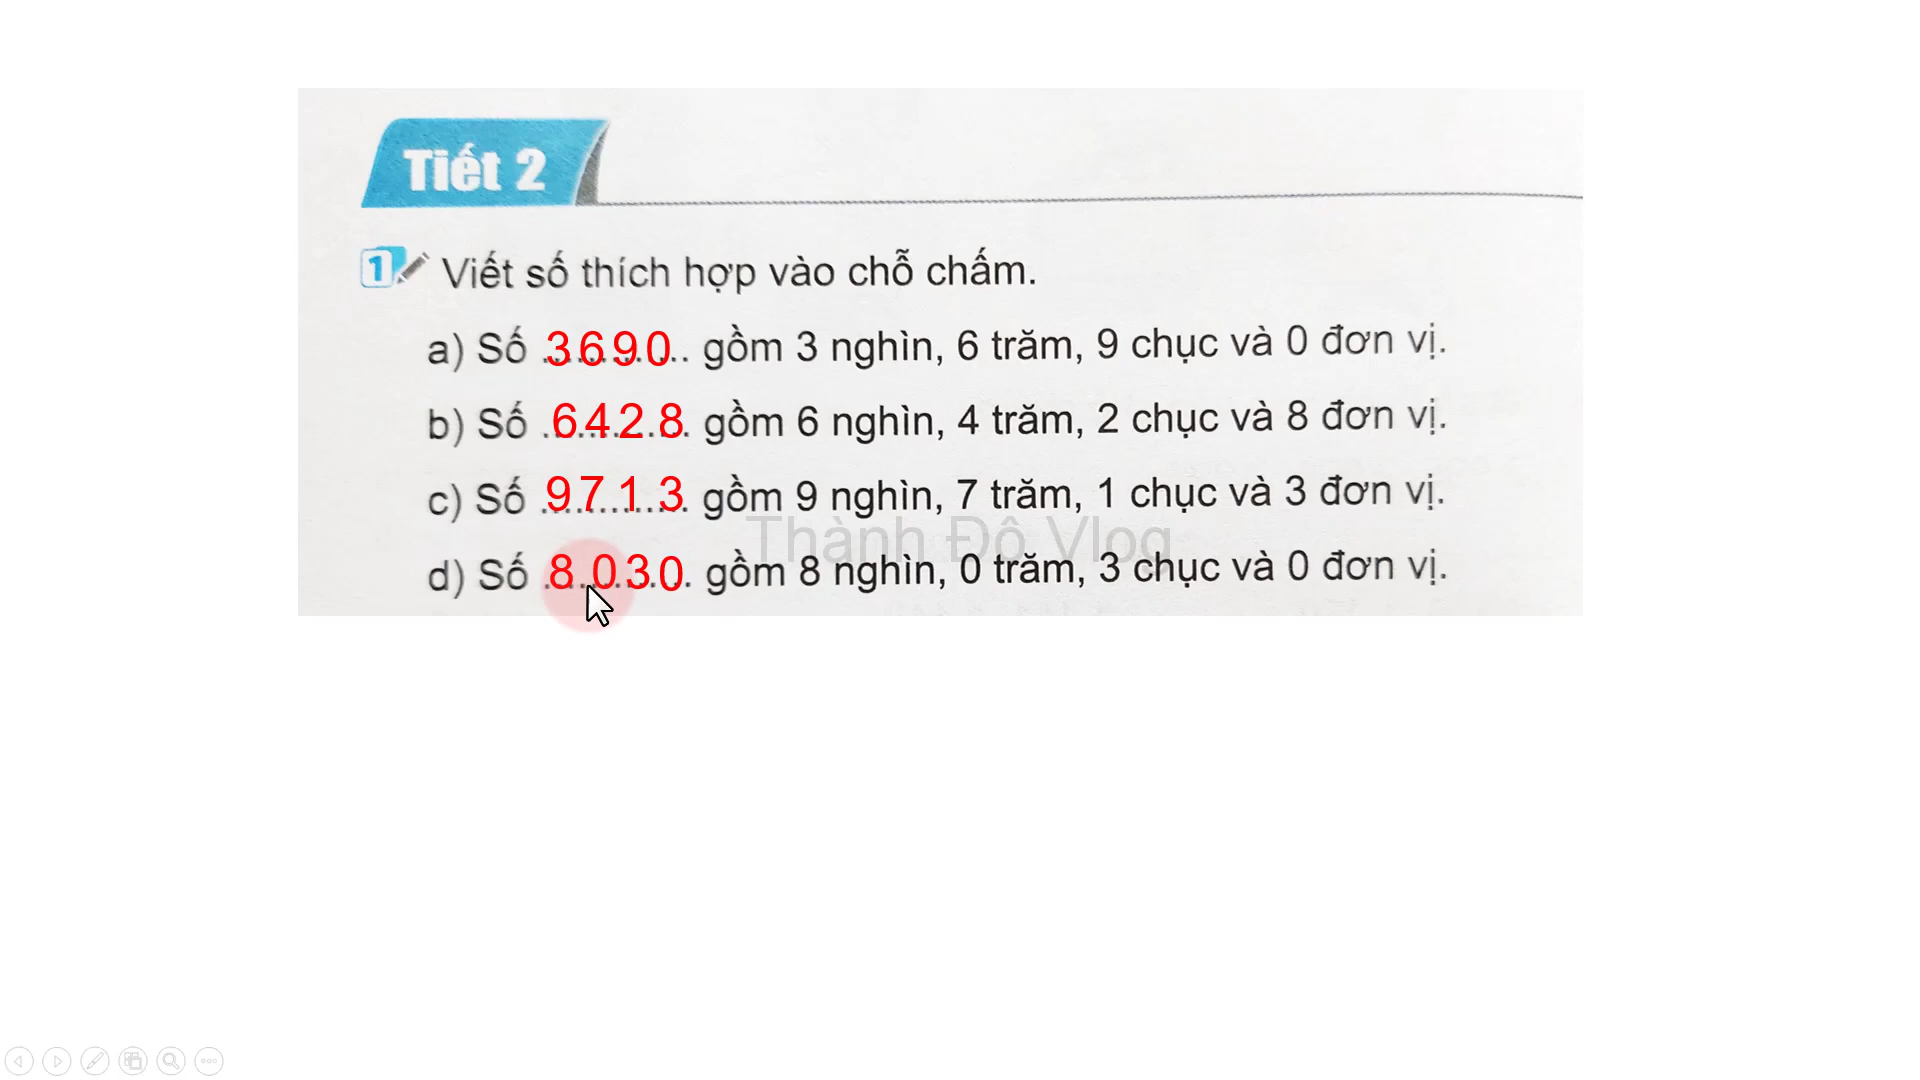 Tiết 2
1 Viết số thích hợp vào chỗ chấm.
a) Số 3690 gồm 3 nghìn, 6 trăm, 9 chục và 0 đơn vị.
b) Số 6428 gồm 6 nghìn, 4 trăm, 2 chục và 8 đơn vị.
c) Số 9713 gồm 9 nghìn, 7 trăm, 1 chục và 3 đơn vị.
Thành Đô Vlog
d) Số 8030 gồm 8 nghìn, 0 trăm, 3 chục và 0 đơn vị.